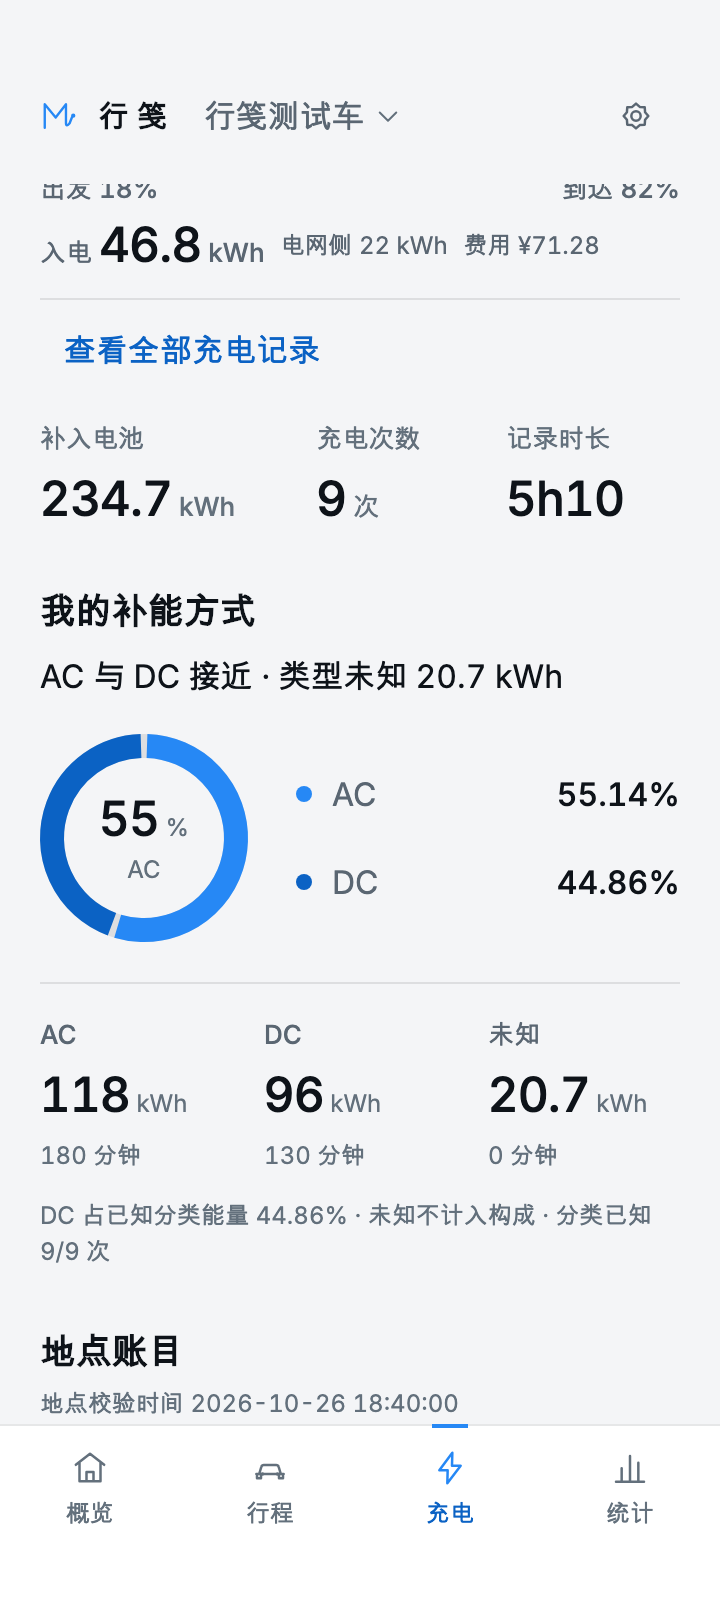 行笺 行笺测试车
出发 18% 到达 82%
入电 46.8 kWh 电网侧 22 kWh 费用 ¥71.28
查看全部充电记录
补入电池 充电次数 记录时长
234.7 kWh 9 次 5h10
我的补能方式
AC 与 DC 接近 · 类型未知 20.7 kWh
55 %
AC
AC 55.14%
DC 44.86%
AC DC 未知
118 kWh 96 kWh 20.7 kWh
180 分钟 130 分钟 0 分钟
DC 占已知分类能量 44.86% · 未知不计入构成 · 分类已知
9/9 次
地点账目
地点校验时间 2026-10-26 18:40:00
概览 行程 充电 统计